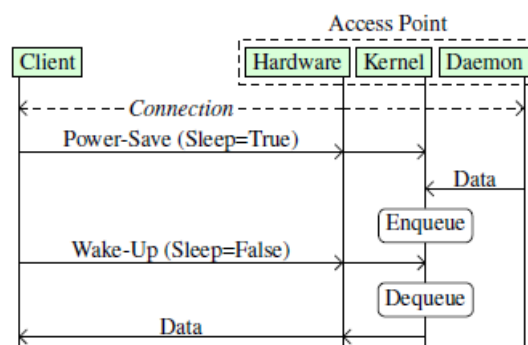 Access Point
Client
Hardware
Kernel
Daemon
Connection
Power-Save (Sleep=True)
Data
Enqueue
Wake-Up (Sleep=False)
Dequeue
Data